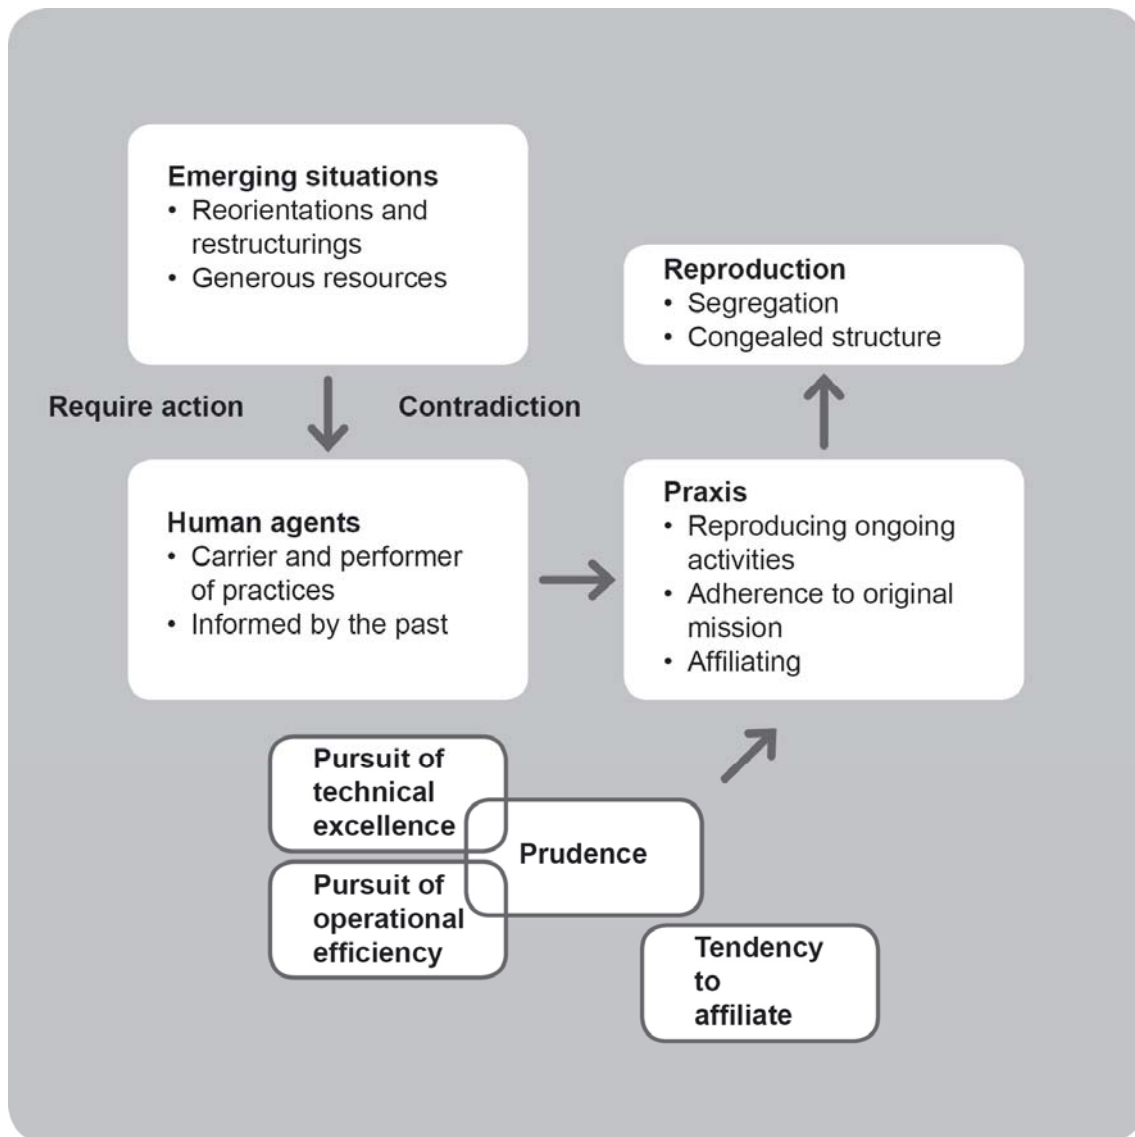 Emerging situations
• Reorientations and
restructurings
• Generous resources
Reproduction
• Segregation
• Congealed structure
Require action
Contradiction
Human agents
• Carrier and performer
of practices
• Informed by the past
Praxis
• Reproducing ongoing
activities
• Adherence to original
mission
• Affiliating
Pursuit of
technical
excellence
Prudence
Pursuit of
operational
efficiency
Tendency
to
affiliate